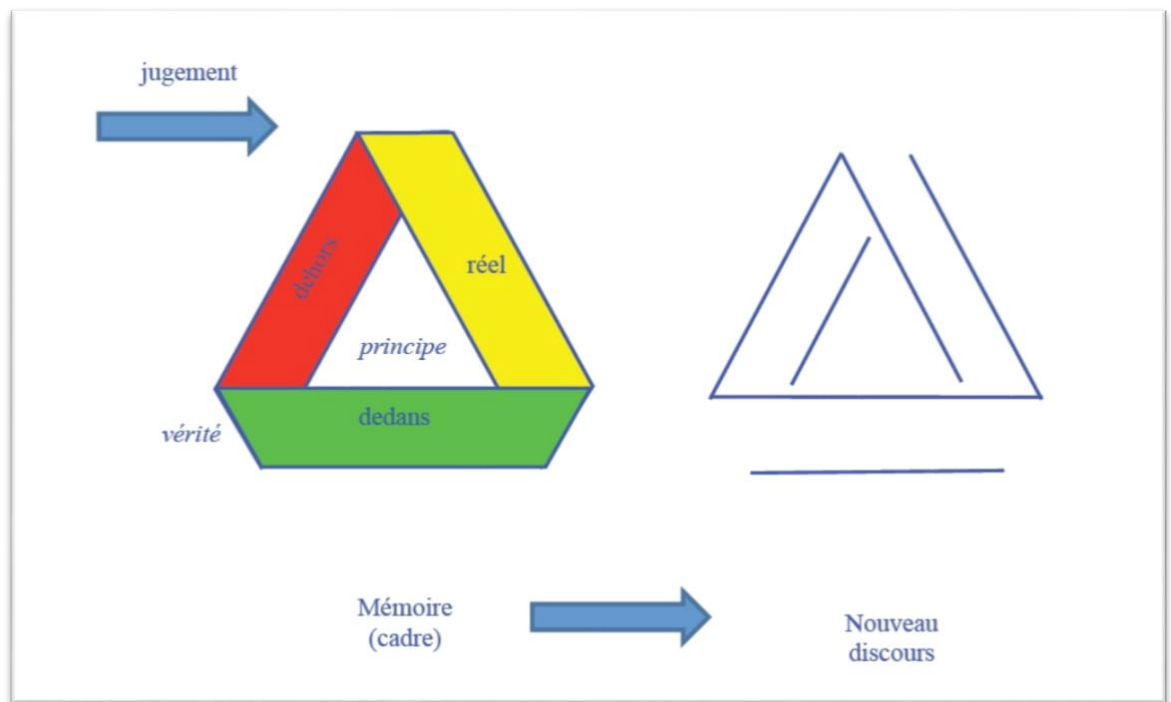 jugement
dehors
réel
principe
dedans
vérité
Mémoire
(cadre)
Nouveau
discours